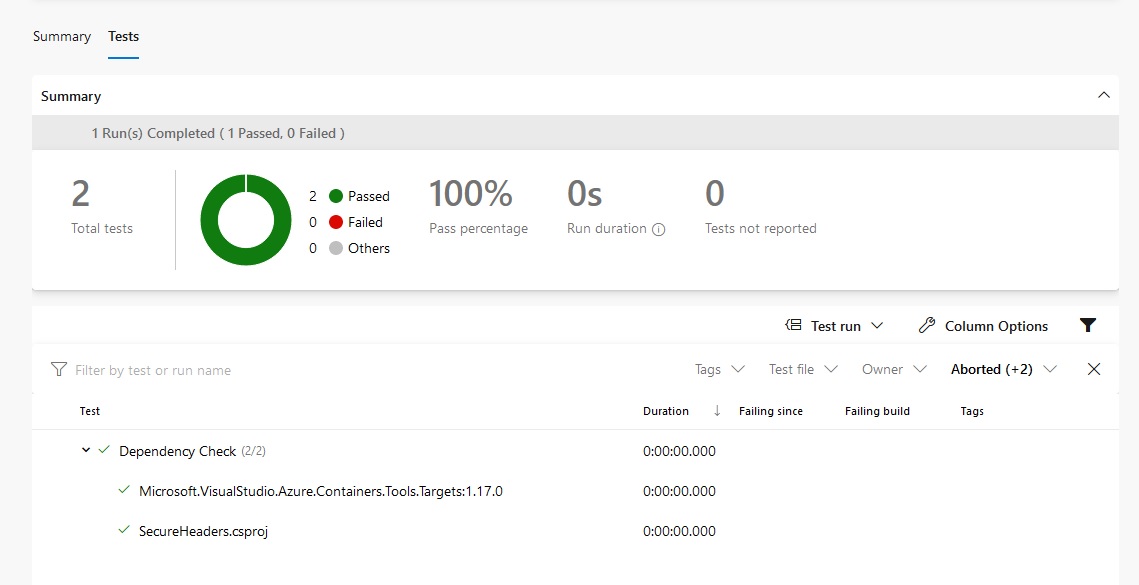 Summary Tests
Summary
1 Run(s) Completed ( 1 Passed, 0 Failed )
2
Total tests
2 Passed
0 Failed
0 Others
100%
Pass percentage
0s
Run duration
0
Tests not reported
Test run Column Options
Filter by test or run name Tags Test file Owner Aborted (+2)
Test Duration Failing since Failing build Tags
Dependency Check (2/2) 0:00:00.000
Microsoft.VisualStudio.Azure.Containers.Tools.Targets:1.17.0 0:00:00.000
SecureHeaders.csproj 0:00:00.000